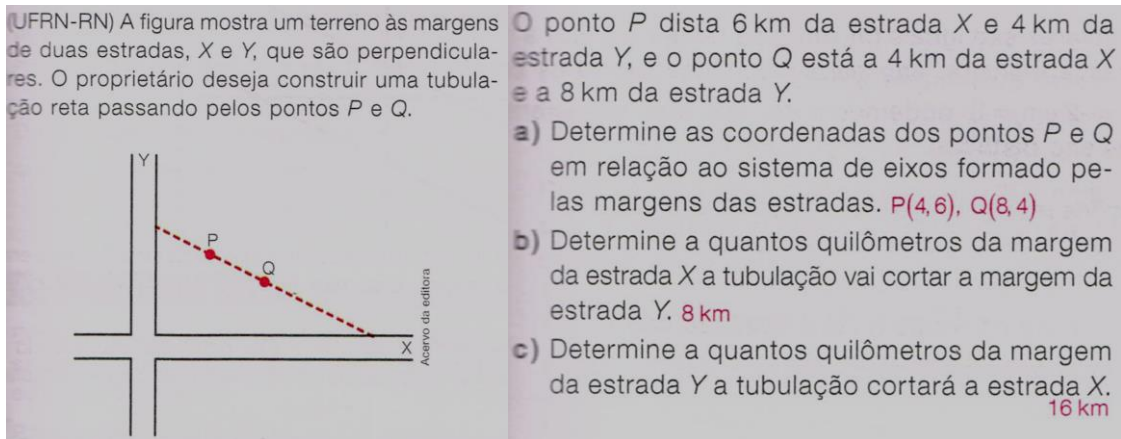 (UFRN-RN) A figura mostra um terreno às margens
de duas estradas, X e Y, que são perpendicula-
res. O proprietário deseja construir uma tubula-
ção reta passando pelos pontos P e Q.
Y
P
Q
X
Acervo da editora
O ponto P dista 6 km da estrada X e 4 km da
estrada Y, e o ponto Q está a 4 km da estrada X
e a 8 km da estrada Y.
a) Determine as coordenadas dos pontos P e Q
em relação ao sistema de eixos formado pe-
las margens das estradas. P(4, 6), Q(8, 4)
b) Determine a quantos quilômetros da margem
da estrada X a tubulação vai cortar a margem da
estrada Y. 8 km
c) Determine a quantos quilômetros da margem
da estrada Y a tubulação cortará a estrada X.
16 km